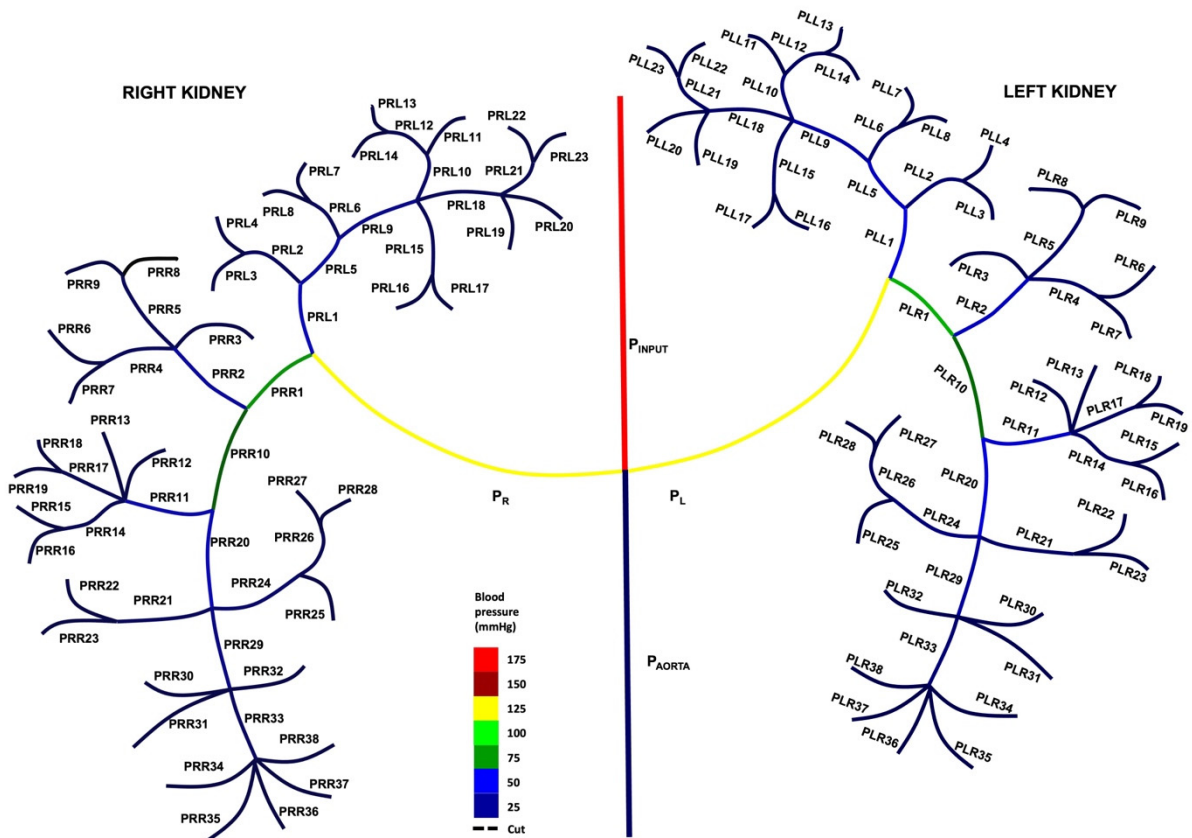 RIGHT KIDNEY
PRL13
PRL12
PRL11
PRL14
PRL22
PRL23
PRL21
PRL10
PRL18
PRL19
PRL20
PRL7
PRL6
PRL8
PRL9
PRL15
PRL4
PRL2
PRL3
PRL5
PRL16
PRL17
PRL1
PRR8
PRR9
PRR5
PRR6
PRR3
PRR4
PRR2
PRR7
PRR1
PRR13
PRR18
PRR12
PRR17
PRR10
PRR19
PRR11
PRR15
PRR14
PRR16
PRR27
PRR28
PRR26
PRR20
PRR22
PRR21
PRR24
PRR25
PRR23
PRR29
PRR30
PRR32
PRR31
PRR33
PRR38
PRR34
PRR37
PRR35
PRR36
PINPUT
PR
PL
PAORTA
Blood
pressure
(mmHg)
175
150
125
100
75
50
25
Cut
LEFT KIDNEY
PLL13
PLL11
PLL12
PLL22
PLL23
PLL14
PLL10
PLL21
PLL7
PLL6
PLL8
PLL4
PLL18
PLL9
PLL20
PLL19
PLL15
PLL5
PLL2
PLL3
PLL17
PLL16
PLL1
PLR8
PLR9
PLR5
PLR3
PLR6
PLR4
PLR2
PLR7
PLR1
PLR10
PLR13
PLR12
PLR18
PLR17
PLR19
PLR11
PLR15
PLR14
PLR16
PLR28
PLR27
PLR26
PLR20
PLR24
PLR25
PLR22
PLR21
PLR23
PLR29
PLR32
PLR30
PLR33
PLR31
PLR38
PLR34
PLR37
PLR36
PLR35